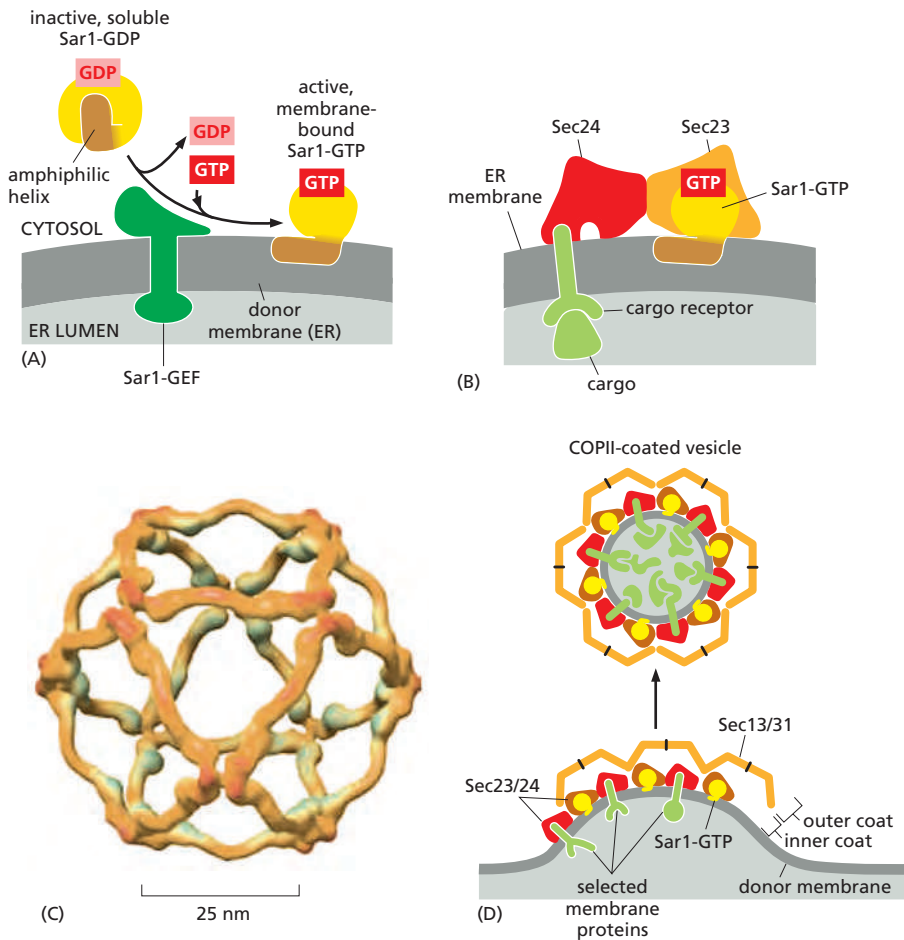 inactive, soluble
Sar1-GDP
GDP
amphiphilic
helix
GDP
GTP
active,
membrane-
bound
Sar1-GTP
GTP
CYTOSOL
donor
membrane (ER)
ER LUMEN
(A)
Sar1-GEF
Sec24
Sec23
ER
membrane
GTP
Sar1-GTP
cargo receptor
(B)
cargo
(C)
25 nm
COPII-coated vesicle
Sec13/31
Sec23/24
outer coat
inner coat
Sar1-GTP
selected
membrane
proteins
donor membrane
(D)